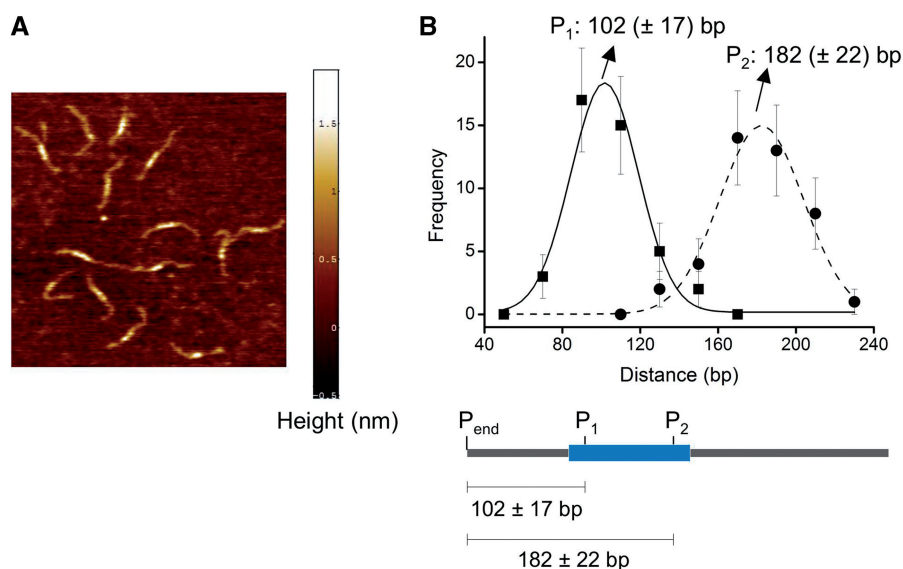 A
1.5
1
0.5
0
-0.5
Height (nm)
B
P1: 102 (± 17) bp
P2: 182 (± 22) bp
20
15
10
5
0
Frequency
40
80
120
160
200
240
Distance (bp)
Pend
P1
P2
102 ± 17 bp
182 ± 22 bp